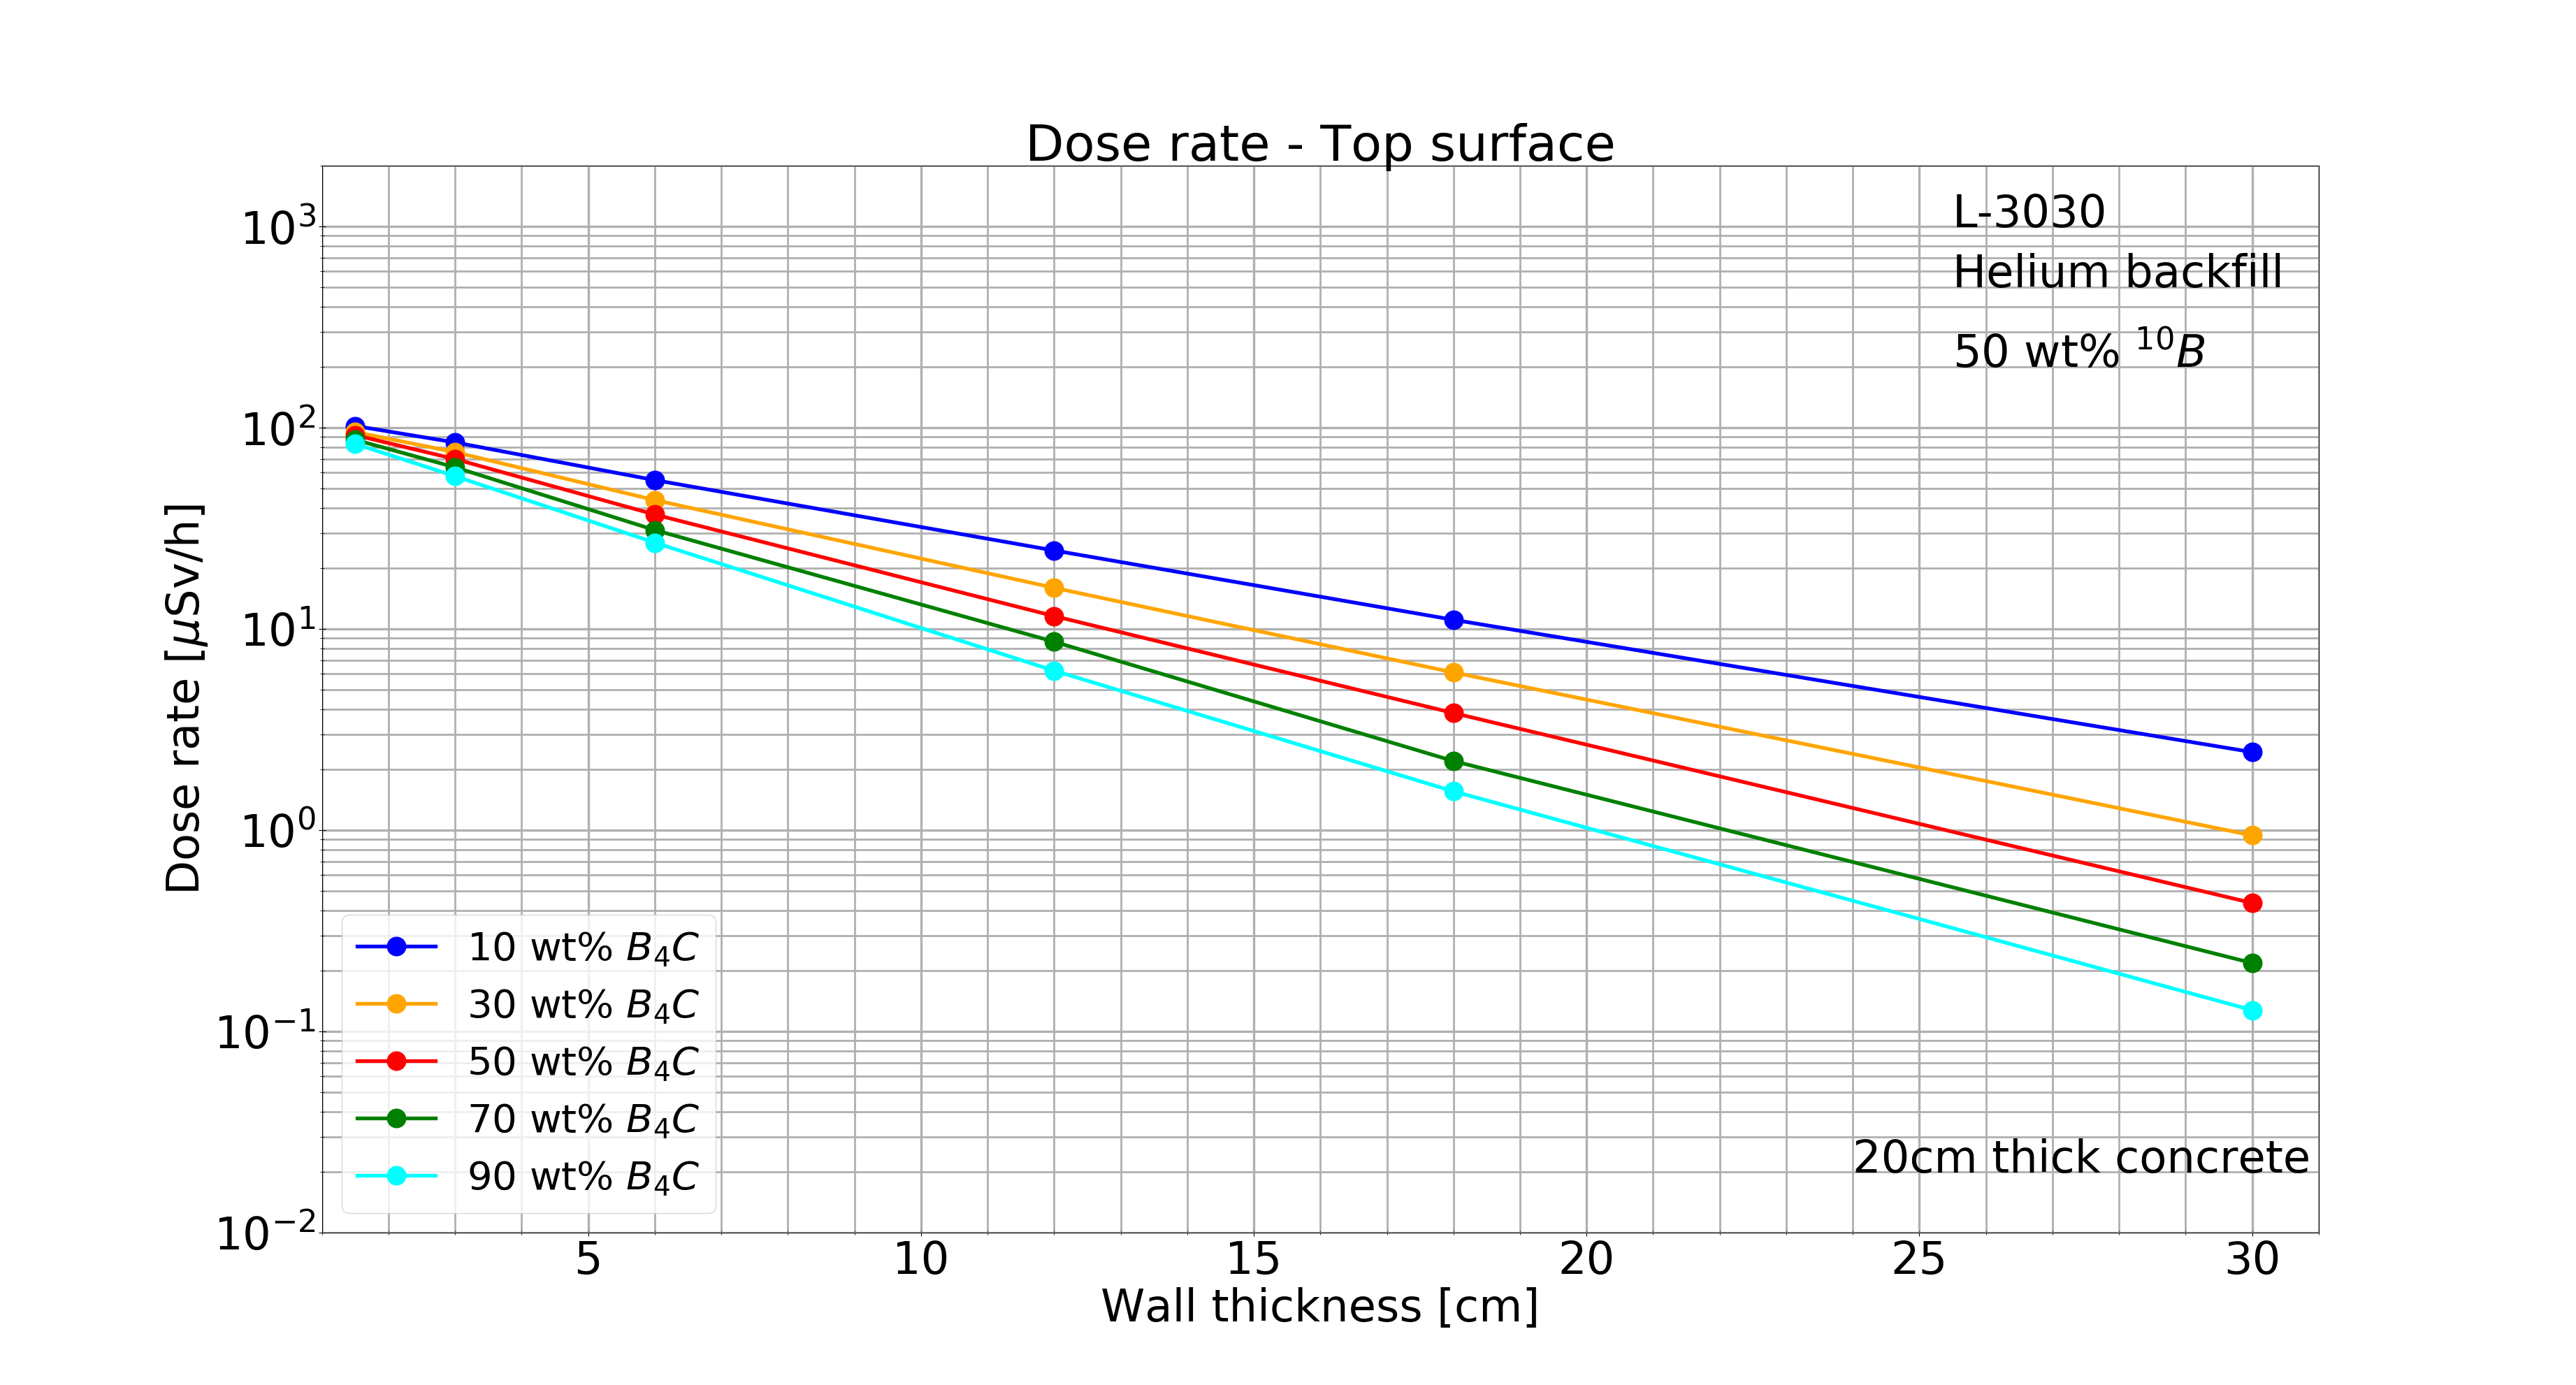 Dose rate - Top surface
L-3030
Helium backfill
50 wt% ¹⁰B
10³
10²
10¹
10⁰
10⁻¹
10⁻²
Dose rate [μSv/h]
10 wt% B₄C
30 wt% B₄C
50 wt% B₄C
70 wt% B₄C
90 wt% B₄C
20cm thick concrete
5 10 15 20 25 30
Wall thickness [cm]